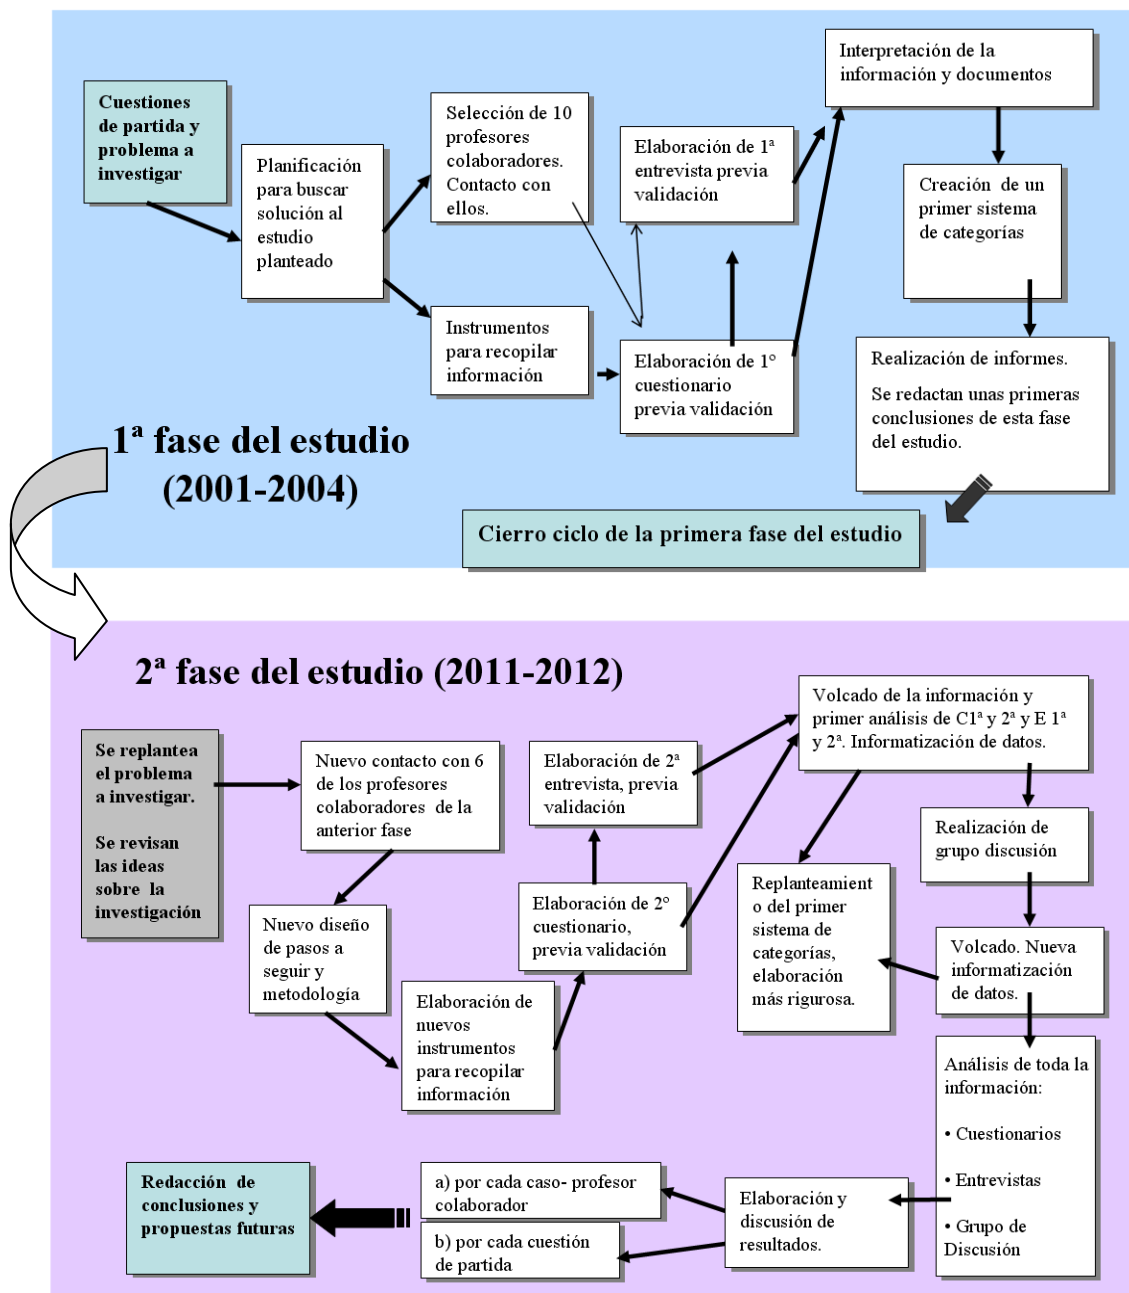 Cuestiones
de partida y
problema a
investigar
Planificación
para buscar
solución al
estudio
planteado
Selección de 10
profesores
colaboradores.
Contacto con
ellos.
Instrumentos
para recopilar
información
Elaboración de 1ª
entrevista previa
validación
Elaboración de 1°
cuestionario
previa validación
Interpretación de la
información y documentos
Creación de un
primer sistema
de categorías
Realización de informes.
Se redactan unas primeras
conclusiones de esta fase
del estudio.
1ª fase del estudio
(2001-2004)
Cierro ciclo de la primera fase del estudio
2ª fase del estudio (2011-2012)
Se replantea
el problema
a investigar.
Se revisan
las ideas
sobre la
investigación
Nuevo contacto con 6
de los profesores
colaboradores de la
anterior fase
Nuevo diseño
de pasos a
seguir y
metodología
Elaboración de
nuevos
instrumentos
para recopilar
información
Elaboración de 2ª
entrevista, previa
validación
Elaboración de 2°
cuestionario,
previa validación
Volcado de la información y
primer análisis de C1ª y 2ª y E 1ª
y 2ª. Informatización de datos.
Realización de
grupo discusión
Replanteamient
o del primer
sistema de
categorías,
elaboración
más rigurosa.
Volcado. Nueva
informatización
de datos.
Análisis de toda la
información:
• Cuestionarios
• Entrevistas
• Grupo de
Discusión
Elaboración y
discusión de
resultados.
a) por cada caso- profesor
colaborador
b) por cada cuestión
de partida
Redacción de
conclusiones y
propuestas futuras